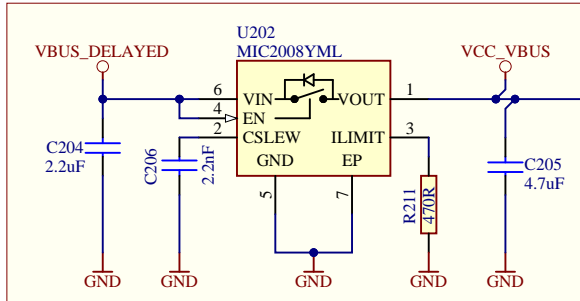 U202
MIC2008YML
VBUS_DELAYED
VCC_VBUS
6 VIN VOUT 1
4 EN
2 CSLEW ILIMIT 3
GND EP
5 7
C204
2.2uF
C206
2.2nF
R211
470R
C205
4.7uF
GND GND GND GND GND